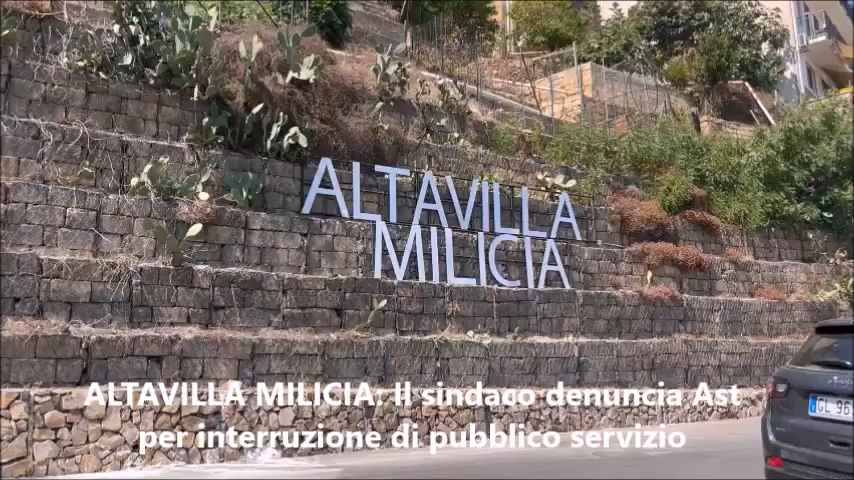 ALTAVILLA
MILICIA
ALTAVILLA MILICIA: Il sindaco denuncia Ast
per interruzione di pubblico servizio